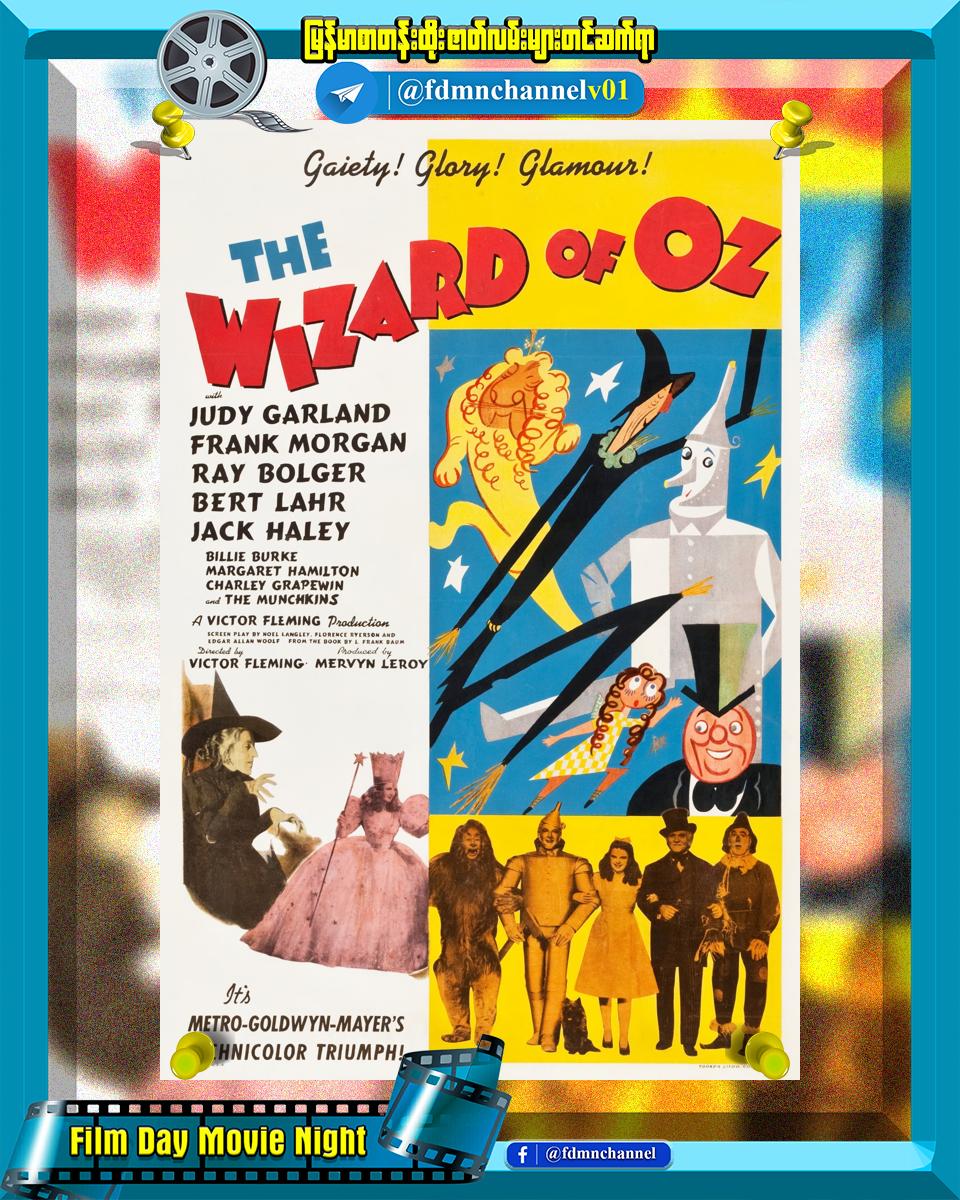 မြန်မာစာတန်းထိုးဇာတ်လမ်းများတင်ဆက်ရာ
@fdmnchannelv01
Gaiety! Glory! Glamour!
THE
WIZARD OF OZ
with
JUDY GARLAND
FRANK MORGAN
RAY BOLGER
BERT LAHR
JACK HALEY
BILLIE BURKE
MARGARET HAMILTON
CHARLEY GRAPEWIN
and THE MUNCHKINS
A VICTOR FLEMING Production
SCREEN PLAY BY NOEL LANGLEY, FLORENCE RYERSON AND
EDGAR ALLAN WOOLF FROM THE BOOK BY L. FRANK BAUM
Directed by Produced by
VICTOR FLEMING · MERVYN LEROY
It's
METRO-GOLDWYN-MAYER'S
CHNICOLOR TRIUMPH!
Film Day Movie Night
f @fdmnchannel